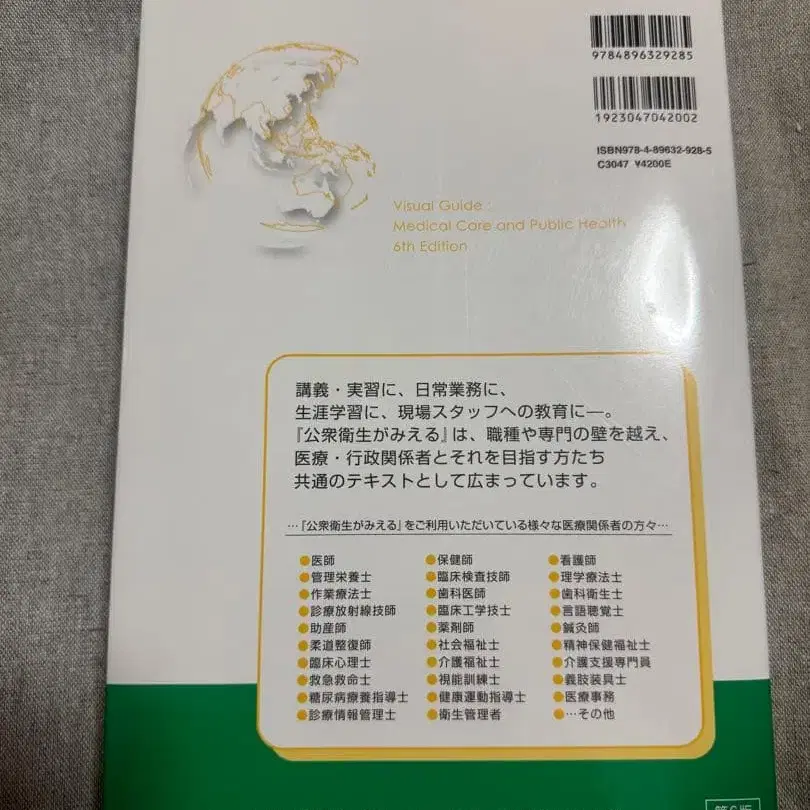 9784896329285
1923047042002
ISBN978-4-89632-928-5
C3047 ¥4200E
Visual Guide :
Medical Care and Public Health
6th Edition
講義・実習に、日常業務に、
生涯学習に、現場スタッフへの教育に―。
『公衆衛生がみえる』は、職種や専門の壁を越え、
医療・行政関係者とそれを目指す方たち
共通のテキストとして広まっています。
…『公衆衛生がみえる』をご利用いただいている様々な医療関係者の方々…
●医師 ●保健師 ●看護師
●管理栄養士 ●臨床検査技師 ●理学療法士
●作業療法士 ●歯科医師 ●歯科衛生士
●診療放射線技師 ●臨床工学技士 ●言語聴覚士
●助産師 ●薬剤師 ●鍼灸師
●柔道整復師 ●社会福祉士 ●精神保健福祉士
●臨床心理士 ●介護福祉士 ●介護支援専門員
●救急救命士 ●視能訓練士 ●義肢装具士
●糖尿病療養指導士 ●健康運動指導士 ●医療事務
●診療情報管理士 ●衛生管理者 ●…その他